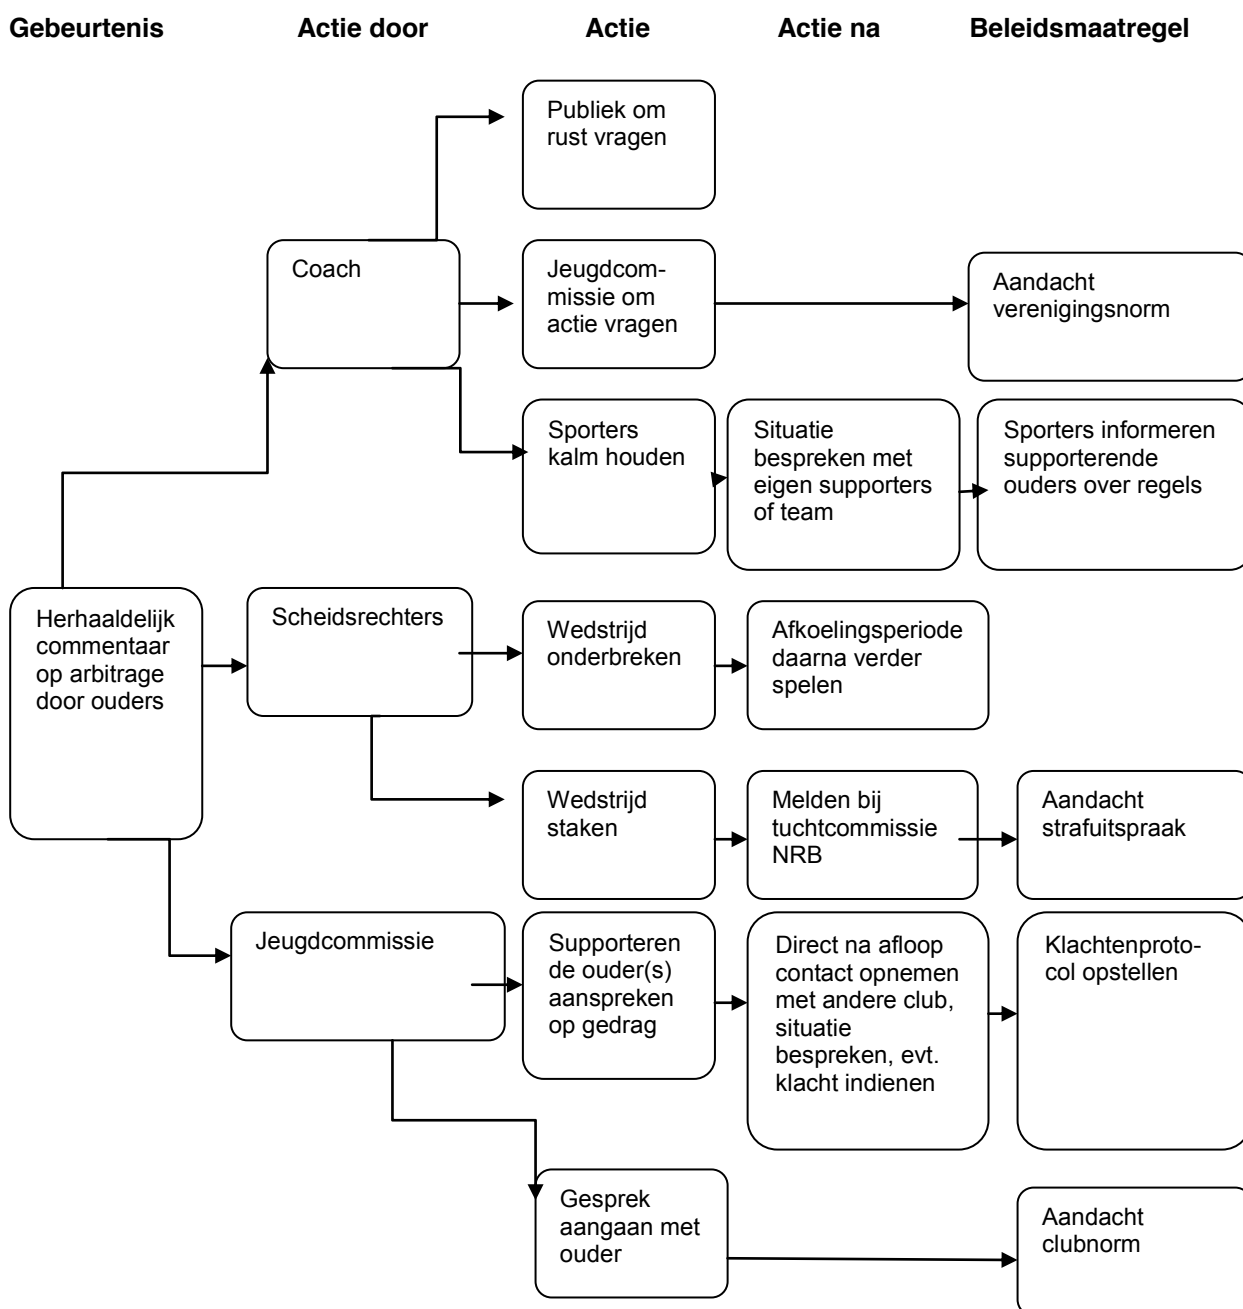 Gebeurtenis Actie door Actie Actie na Beleidsmaatregel
Publiek om
rust vragen
Coach
Jeugdcom-
missie om
actie vragen
Aandacht
verenigingsnorm
Sporters
kalm houden
Situatie
bespreken met
eigen supporters
of team
Sporters informeren
supporterende
ouders over regels
Herhaaldelijk
commentaar
op arbitrage
door ouders
Scheidsrechters
Wedstrijd
onderbreken
Afkoelingsperiode
daarna verder
spelen
Wedstrijd
staken
Melden bij
tuchtcommissie
NRB
Aandacht
strafuitspraak
Jeugdcommissie
Supporteren
de ouder(s)
aanspreken
op gedrag
Direct na afloop
contact opnemen
met andere club,
situatie
bespreken, evt.
klacht indienen
Klachtenproto-
col opstellen
Gesprek
aangaan met
ouder
Aandacht
clubnorm